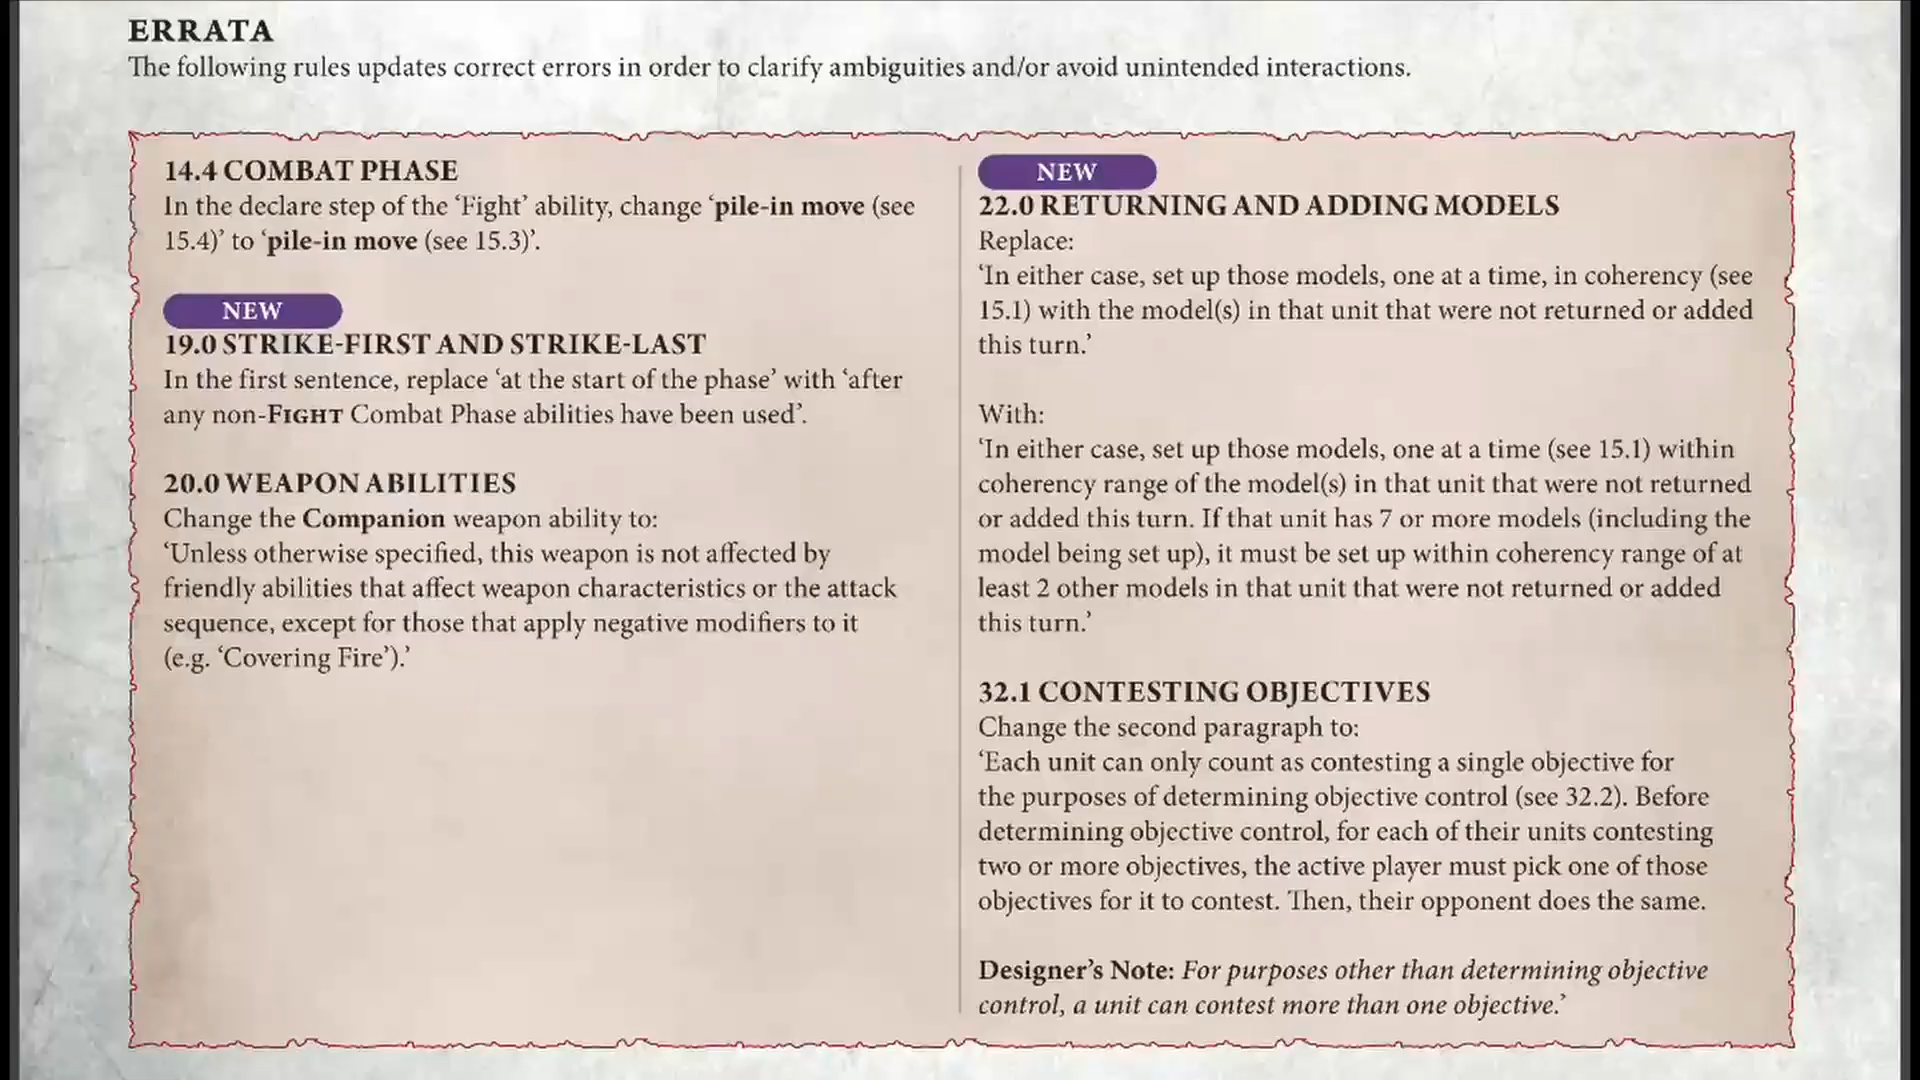 ERRATA
The following rules updates correct errors in order to clarify ambiguities and/or avoid unintended interactions.
14.4 COMBAT PHASE
In the declare step of the ‘Fight’ ability, change ‘pile-in move (see
15.4)’ to ‘pile-in move (see 15.3)’.
NEW
19.0 STRIKE-FIRST AND STRIKE-LAST
In the first sentence, replace ‘at the start of the phase’ with ‘after
any non-FIGHT Combat Phase abilities have been used’.
20.0 WEAPON ABILITIES
Change the Companion weapon ability to:
‘Unless otherwise specified, this weapon is not affected by
friendly abilities that affect weapon characteristics or the attack
sequence, except for those that apply negative modifiers to it
(e.g. ‘Covering Fire’).’
NEW
22.0 RETURNING AND ADDING MODELS
Replace:
‘In either case, set up those models, one at a time, in coherency (see
15.1) with the model(s) in that unit that were not returned or added
this turn.’
With:
‘In either case, set up those models, one at a time (see 15.1) within
coherency range of the model(s) in that unit that were not returned
or added this turn. If that unit has 7 or more models (including the
model being set up), it must be set up within coherency range of at
least 2 other models in that unit that were not returned or added
this turn.’
32.1 CONTESTING OBJECTIVES
Change the second paragraph to:
‘Each unit can only count as contesting a single objective for
the purposes of determining objective control (see 32.2). Before
determining objective control, for each of their units contesting
two or more objectives, the active player must pick one of those
objectives for it to contest. Then, their opponent does the same.
Designer’s Note: For purposes other than determining objective
control, a unit can contest more than one objective.’